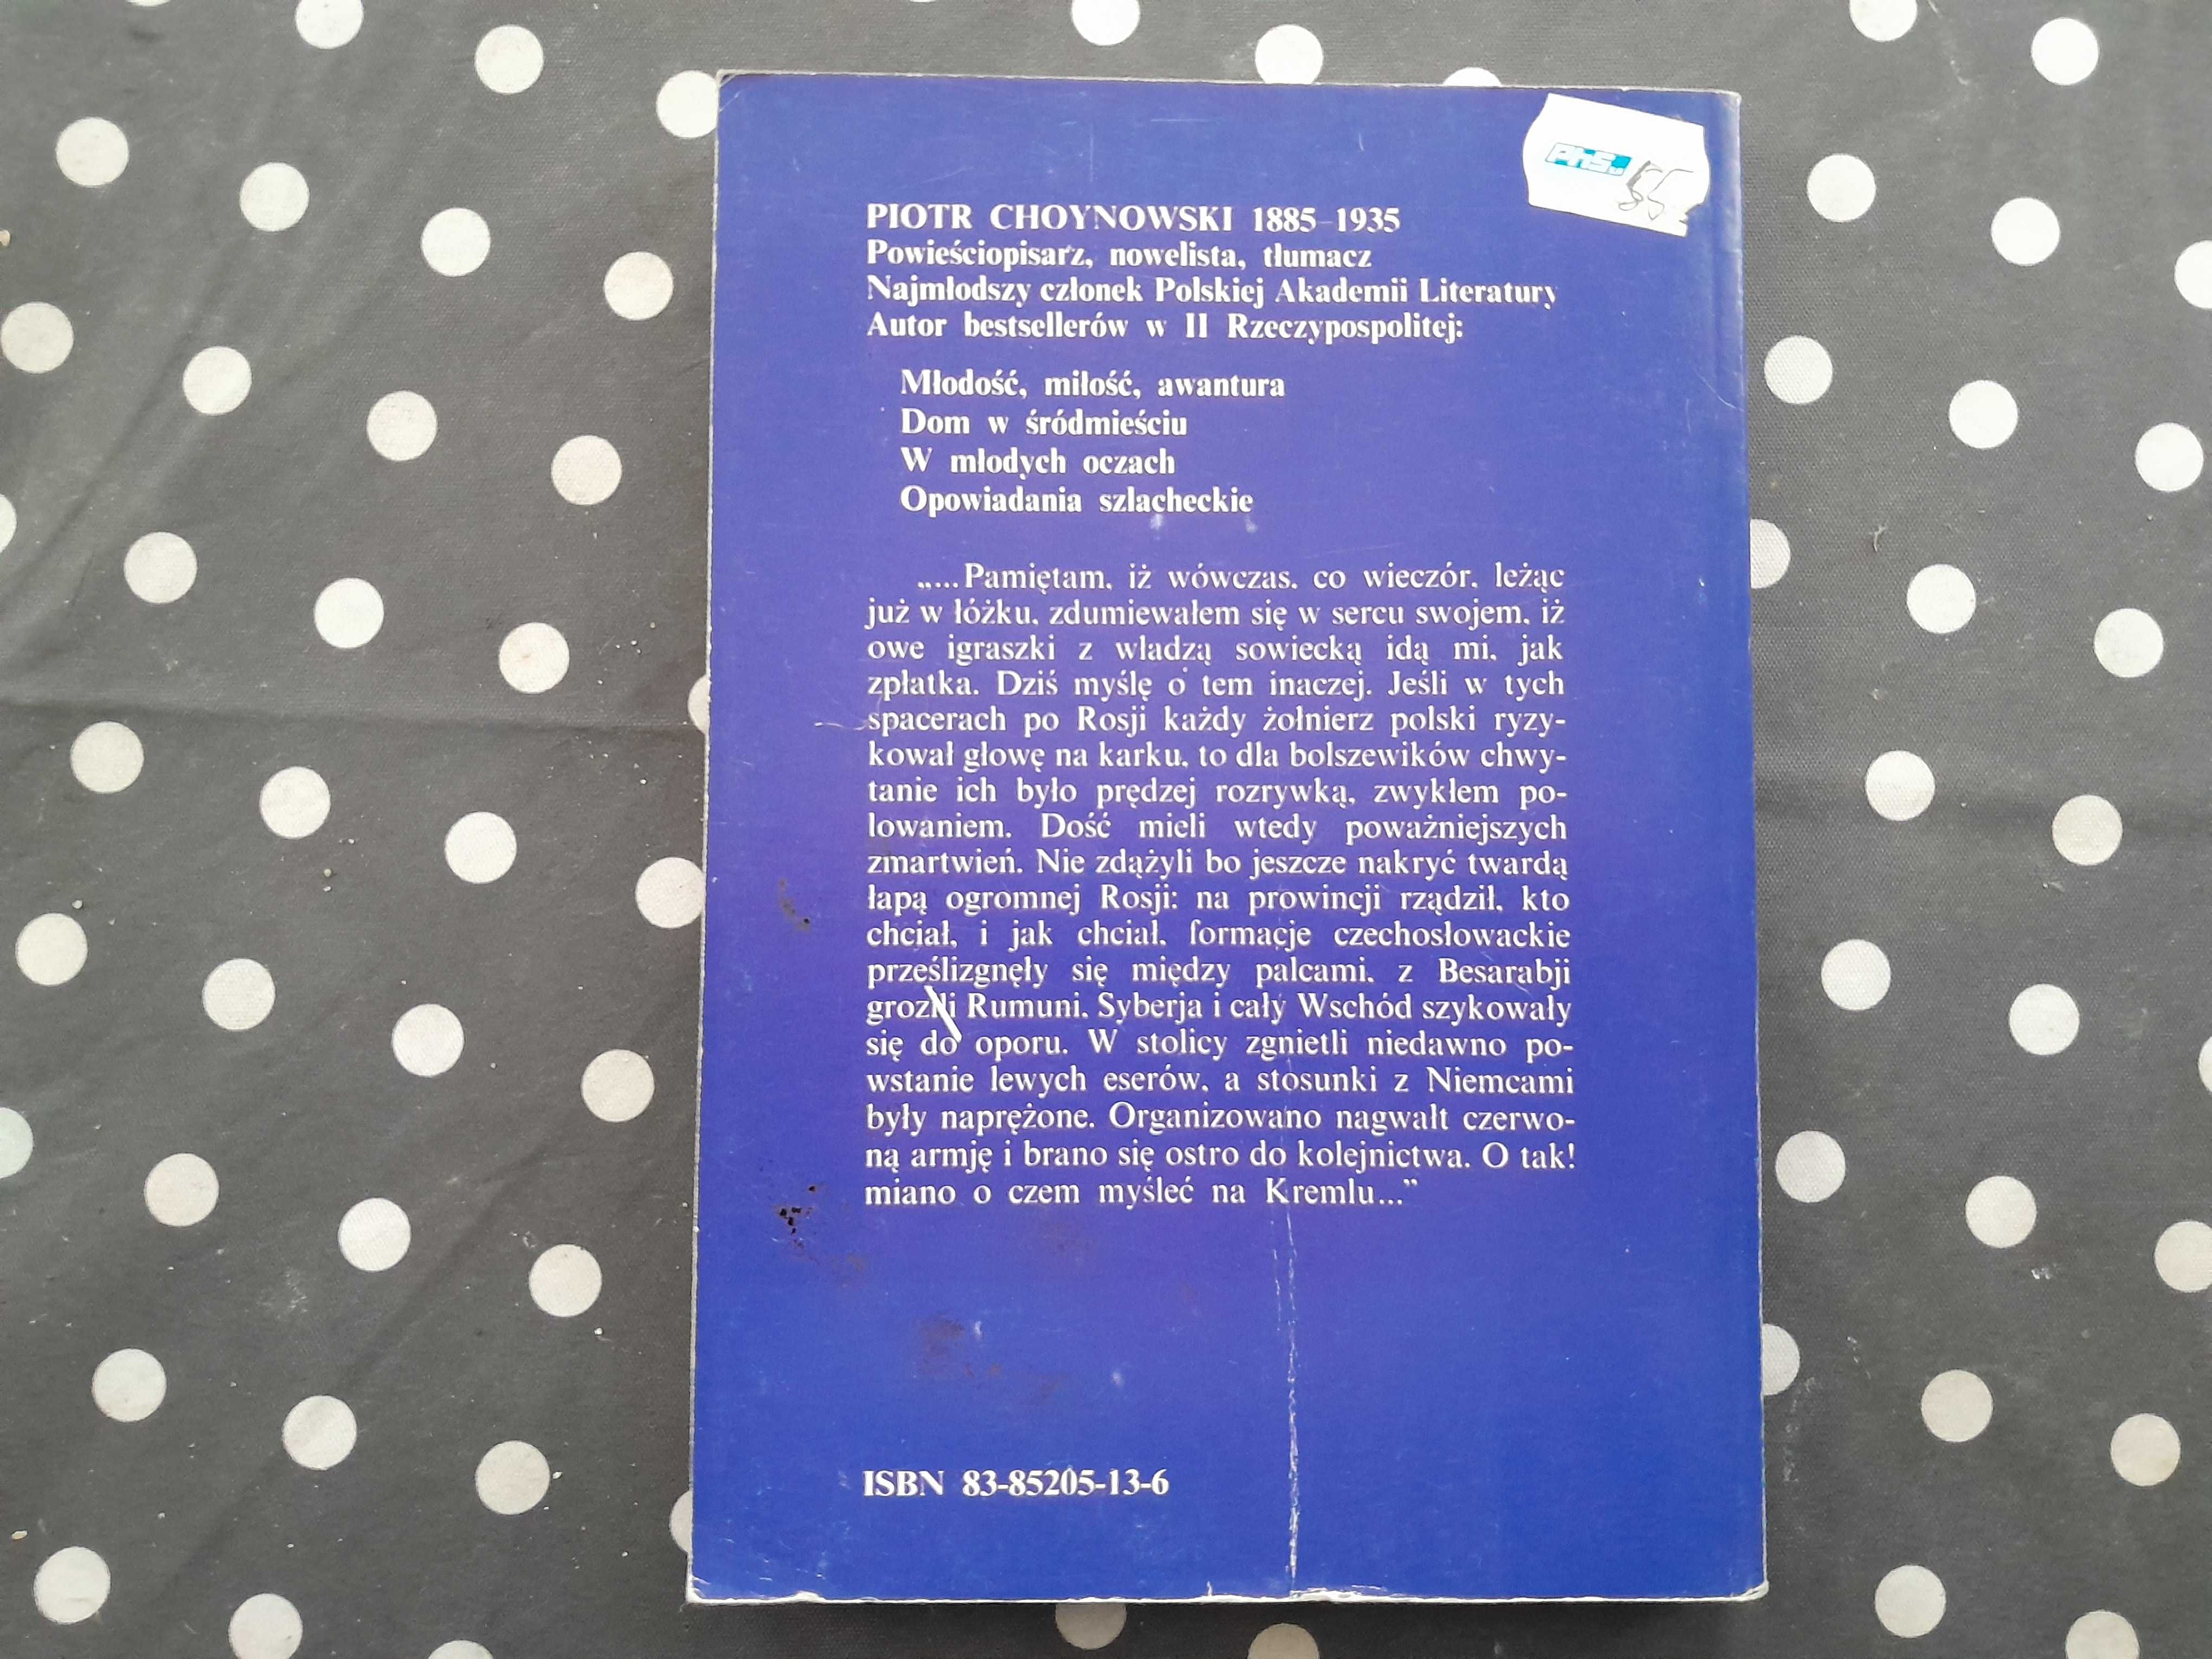 PIOTR CHOYNOWSKI 1885–1935
Powieściopisarz, nowelista, tłumacz
Najmłodszy członek Polskiej Akademii Literatury
Autor bestsellerów w II Rzeczypospolitej:
Młodość, miłość, awantura
Dom w śródmieściu
W młodych oczach
Opowiadania szlacheckie
„....Pamiętam, iż wówczas, co wieczór, leżąc
już w łóżku, zdumiewałem się w sercu swojem, iż
owe igraszki z władzą sowiecką idą mi, jak
zpłatka. Dziś myślę o tem inaczej. Jeśli w tych
spacerach po Rosji każdy żołnierz polski ryzy-
kował głowę na karku, to dla bolszewików chwy-
tanie ich było prędzej rozrywką, zwykłem po-
lowaniem. Dość mieli wtedy poważniejszych
zmartwień. Nie zdążyli bo jeszcze nakryć twardą
łapą ogromnej Rosji: na prowincji rządził, kto
chciał, i jak chciał, formacje czechosłowackie
prześlizgnęły się między palcami, z Besarabji
grozili Rumuni, Syberja i cały Wschód szykowały
się do oporu. W stolicy zgnietli niedawno po-
wstanie lewych eserów, a stosunki z Niemcami
były naprężone. Organizowano nagwałt czerwo-
ną armję i brano się ostro do kolejnictwa. O tak!
miano o czem myśleć na Kremlu...”
ISBN 83-85205-13-6